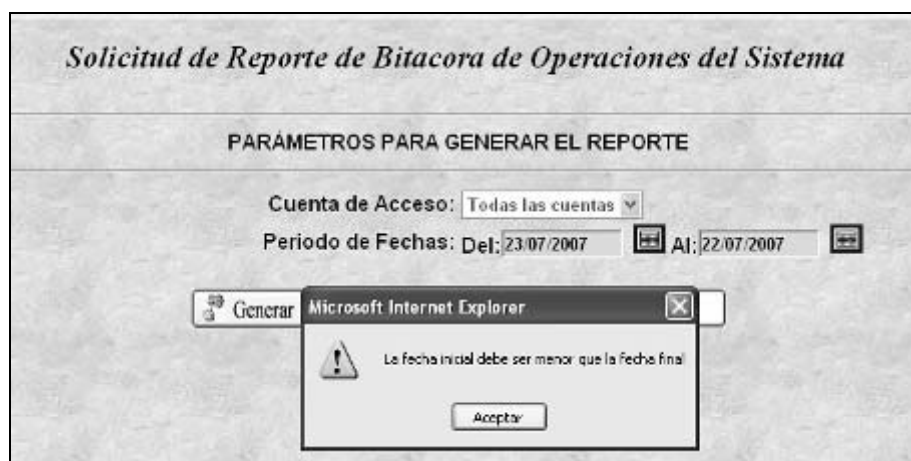 Solicitud de Reporte de Bitacora de Operaciones del Sistema
PARÁMETROS PARA GENERAR EL REPORTE
Cuenta de Acceso: Todas las cuentas
Periodo de Fechas: Del: 23/07/2007 Al: 22/07/2007
Generar
Microsoft Internet Explorer
La fecha inicial debe ser menor que la fecha final
Aceptar